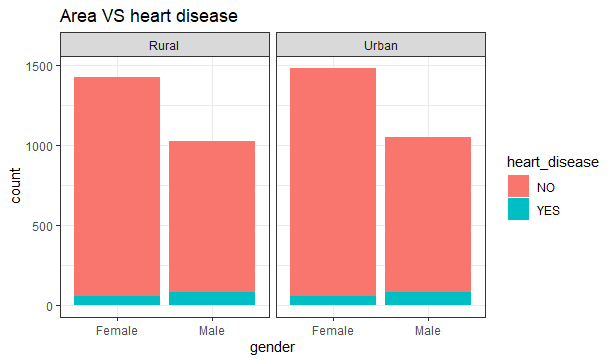 Area VS heart disease
Rural
Urban
1500
1000
500
0
count
Female
Male
Female
Male
gender
heart_disease
NO
YES